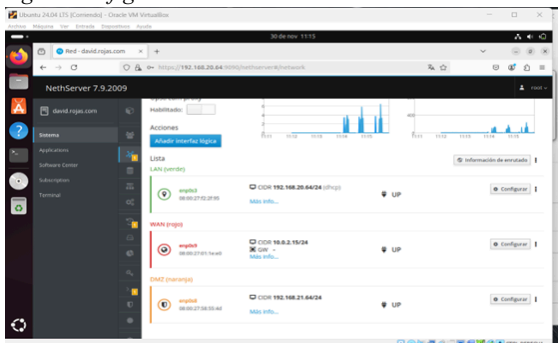 Ubuntu 24.04 LTS [Corriendo] - Oracle VM VirtualBox
Archivo Máquina Ver Entrada Dispositivos Ayuda
30 de nov 11:15
Red - david.rojas.com
https://192.168.20.64:9090/nethserver#/network
NethServer 7.9.2009
root
david.rojas.com
Sistema
Applications
Software Center
Subscription
Terminal
Habilitado:
Acciones
Añadir interfaz lógica
Lista
Información de enrutado
LAN (verde)
enp0s3
CIDR 192.168.20.64/24 (dhcp)
Más info...
UP
Configurar
WAN (rojo)
enp0s9
CIDR 10.0.2.15/24
GW -
Más info...
UP
Configurar
DMZ (naranja)
enp0s8
CIDR 192.168.21.64/24
Más info...
UP
Configurar